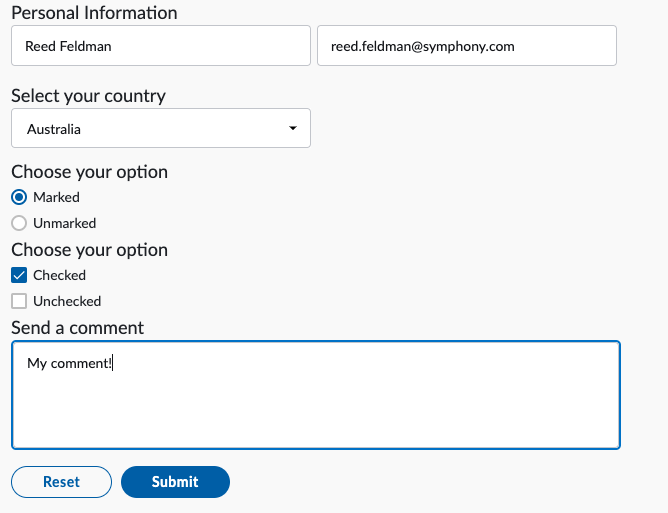 Personal Information
Reed Feldman reed.feldman@symphony.com
Select your country
Australia
Choose your option
Marked
Unmarked
Choose your option
Checked
Unchecked
Send a comment
My comment!
Reset Submit